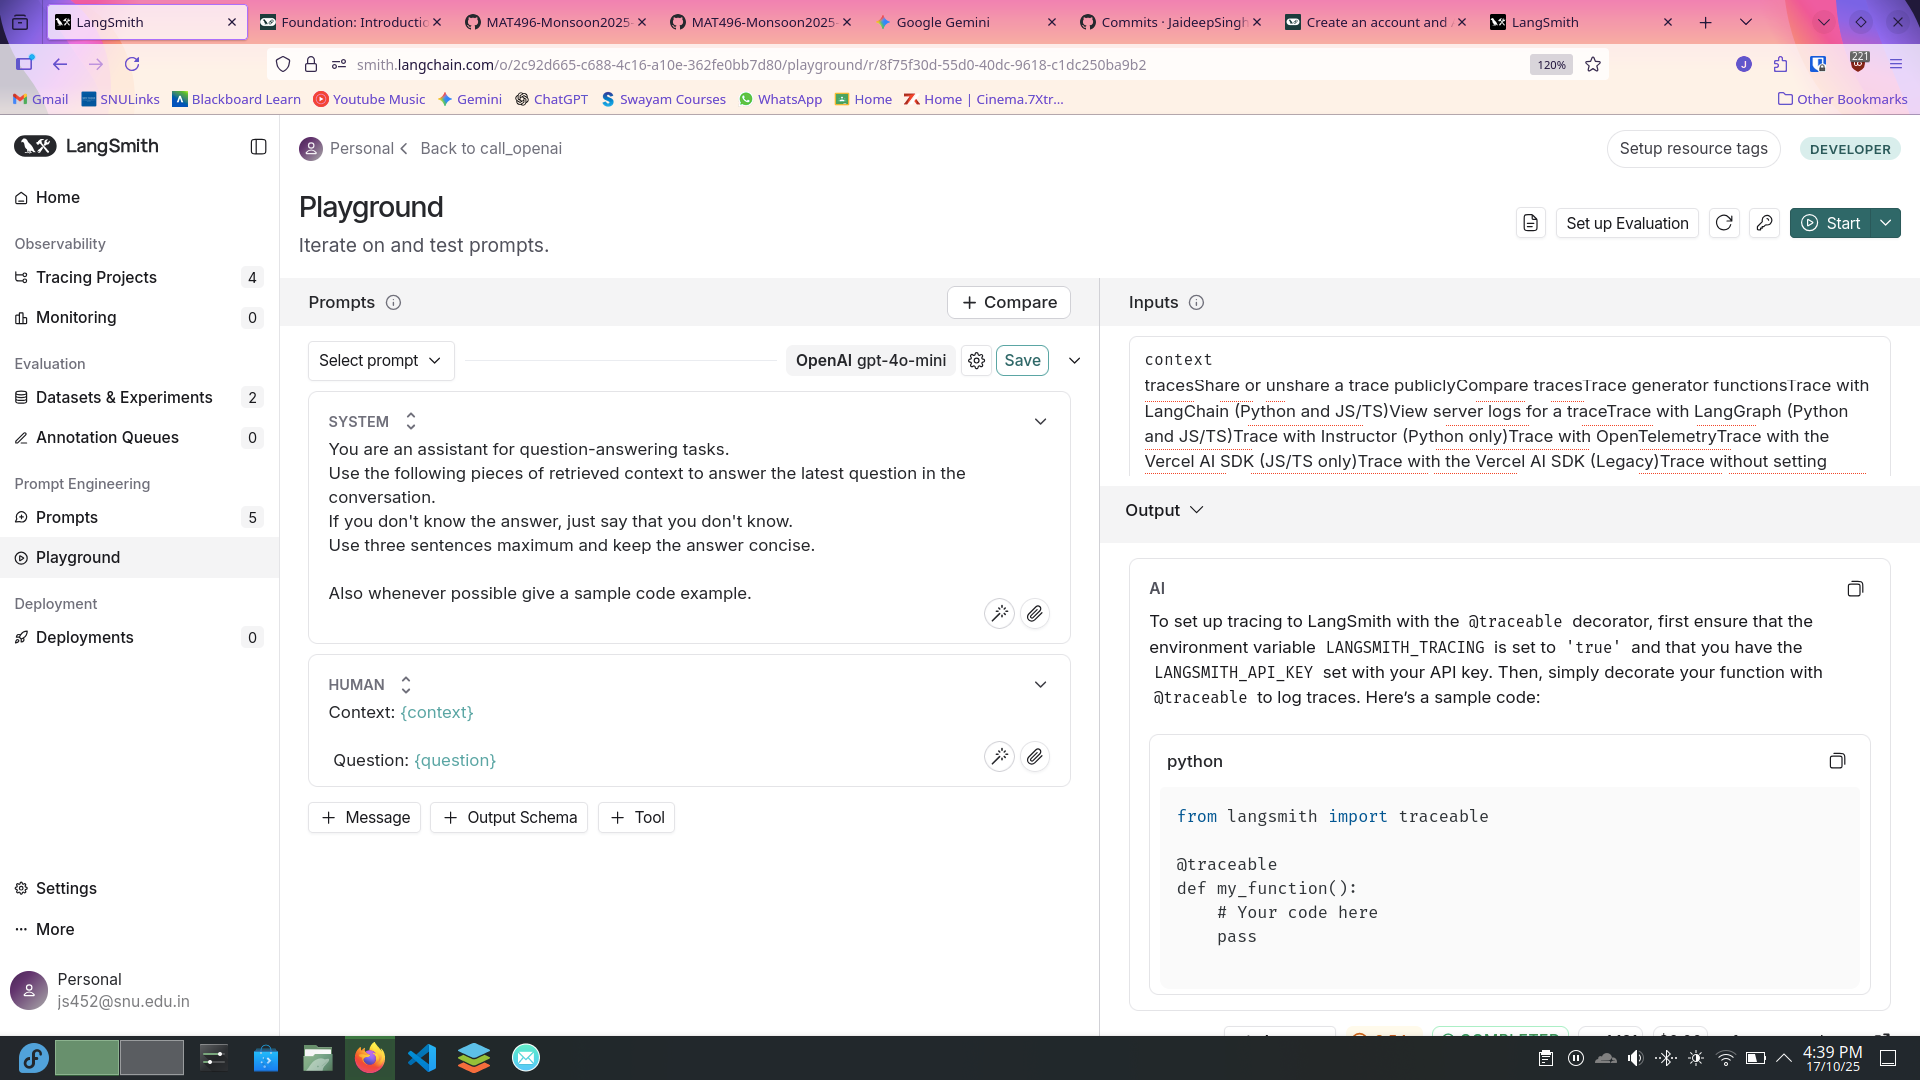 LangSmith
Foundation: Introductio
MAT496-Monsoon2025-
MAT496-Monsoon2025-
Google Gemini
Commits · JaideepSingh
Create an account and
LangSmith
smith.langchain.com/o/2c92d665-c688-4c16-a10e-362fe0bb7d80/playground/r/8f75f30d-55d0-40dc-9618-c1dc250ba9b2
120%
J
221
Gmail
SNULinks
Blackboard Learn
Youtube Music
Gemini
ChatGPT
Swayam Courses
WhatsApp
Home
Home | Cinema.7Xtr…
Other Bookmarks
LangSmith
Home
Observability
Tracing Projects 4
Monitoring 0
Evaluation
Datasets & Experiments 2
Annotation Queues 0
Prompt Engineering
Prompts 5
Playground
Deployment
Deployments 0
Settings
More
Personal
js452@snu.edu.in
Personal
Back to call_openai
Setup resource tags
DEVELOPER
Playground
Iterate on and test prompts.
Set up Evaluation
Start
Prompts
Compare
Select prompt
OpenAI gpt-4o-mini
Save
SYSTEM
You are an assistant for question-answering tasks.
Use the following pieces of retrieved context to answer the latest question in the
conversation.
If you don't know the answer, just say that you don't know.
Use three sentences maximum and keep the answer concise.
Also whenever possible give a sample code example.
HUMAN
Context: {context}
Question: {question}
Message
Output Schema
Tool
Inputs
context
tracesShare or unshare a trace publiclyCompare tracesTrace generator functionsTrace with
LangChain (Python and JS/TS)View server logs for a traceTrace with LangGraph (Python
and JS/TS)Trace with Instructor (Python only)Trace with OpenTelemetryTrace with the
Vercel AI SDK (JS/TS only)Trace with the Vercel AI SDK (Legacy)Trace without setting
Output
AI
To set up tracing to LangSmith with the @traceable decorator, first ensure that the
environment variable LANGSMITH_TRACING is set to 'true' and that you have the
LANGSMITH_API_KEY set with your API key. Then, simply decorate your function with
@traceable to log traces. Here's a sample code:
python
from langsmith import traceable
@traceable
def my_function():
# Your code here
pass
COMPLETED
4:39 PM
17/10/25